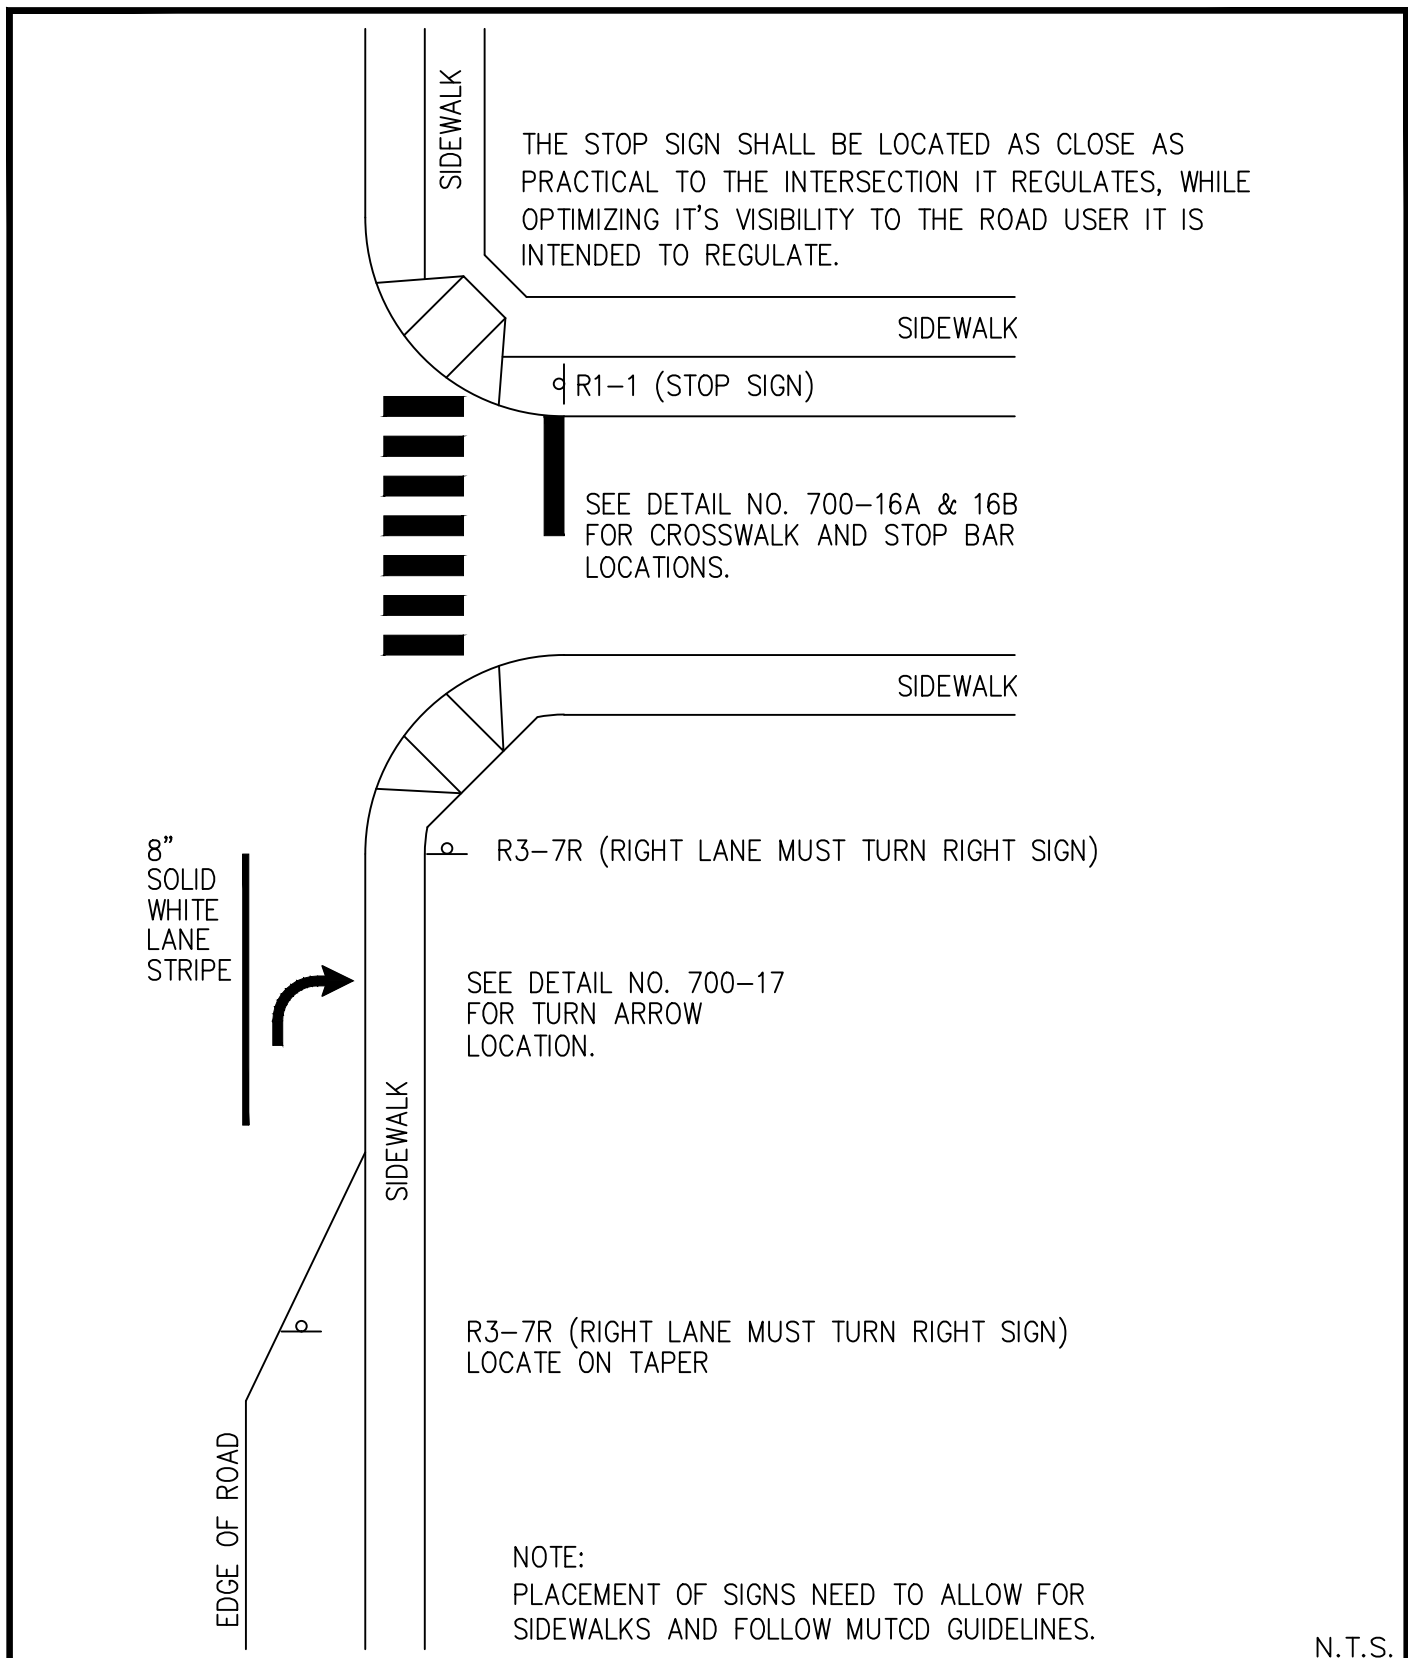 SIDEWALK
THE STOP SIGN SHALL BE LOCATED AS CLOSE AS
PRACTICAL TO THE INTERSECTION IT REGULATES, WHILE
OPTIMIZING IT'S VISIBILITY TO THE ROAD USER IT IS
INTENDED TO REGULATE.
SIDEWALK
R1-1 (STOP SIGN)
SEE DETAIL NO. 700-16A & 16B
FOR CROSSWALK AND STOP BAR
LOCATIONS.
SIDEWALK
R3-7R (RIGHT LANE MUST TURN RIGHT SIGN)
8"
SOLID
WHITE
LANE
STRIPE
SEE DETAIL NO. 700-17
FOR TURN ARROW
LOCATION.
SIDEWALK
R3-7R (RIGHT LANE MUST TURN RIGHT SIGN)
LOCATE ON TAPER
EDGE OF ROAD
NOTE:
PLACEMENT OF SIGNS NEED TO ALLOW FOR
SIDEWALKS AND FOLLOW MUTCD GUIDELINES.
N.T.S.